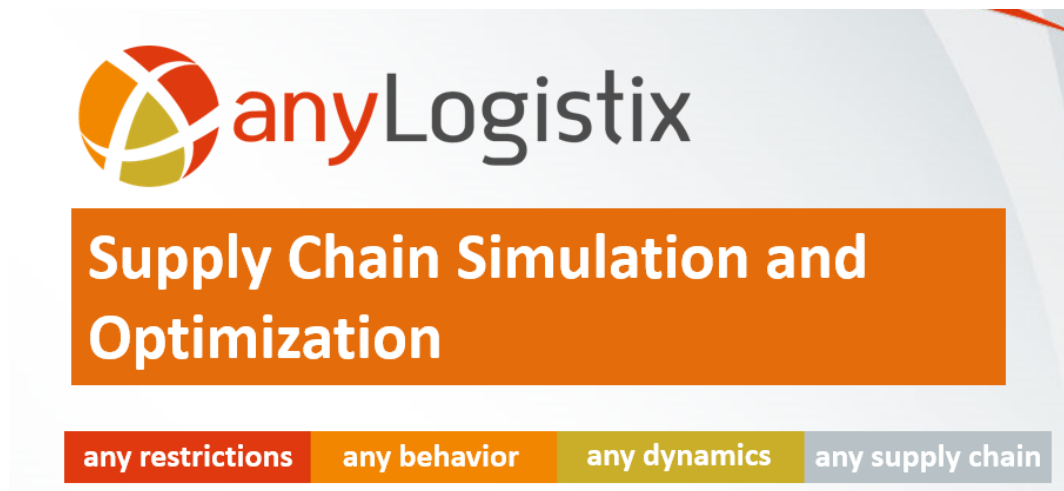 anyLogistix
Supply Chain Simulation and
Optimization
any restrictions any behavior any dynamics any supply chain